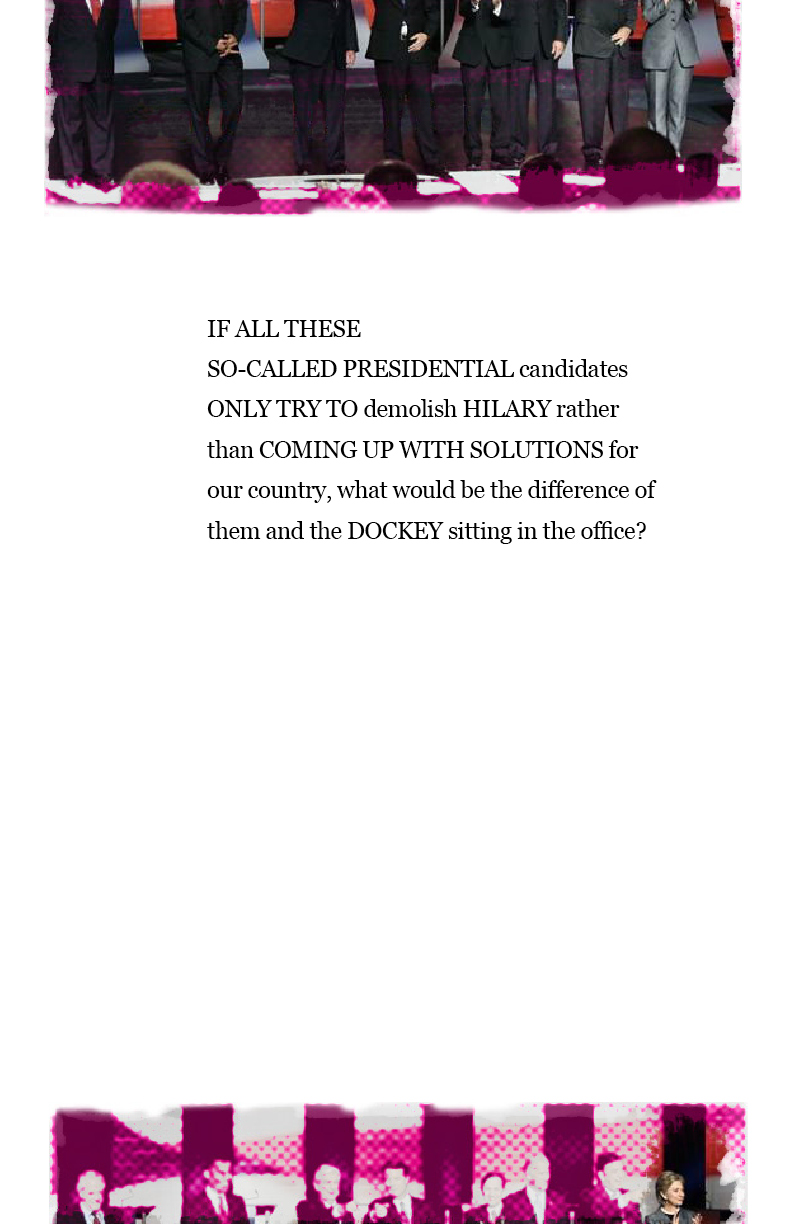 IF ALL THESE
SO-CALLED PRESIDENTIAL candidates
ONLY TRY TO demolish HILARY rather
than COMING UP WITH SOLUTIONS for
our country, what would be the difference of
them and the DOCKEY sitting in the office?